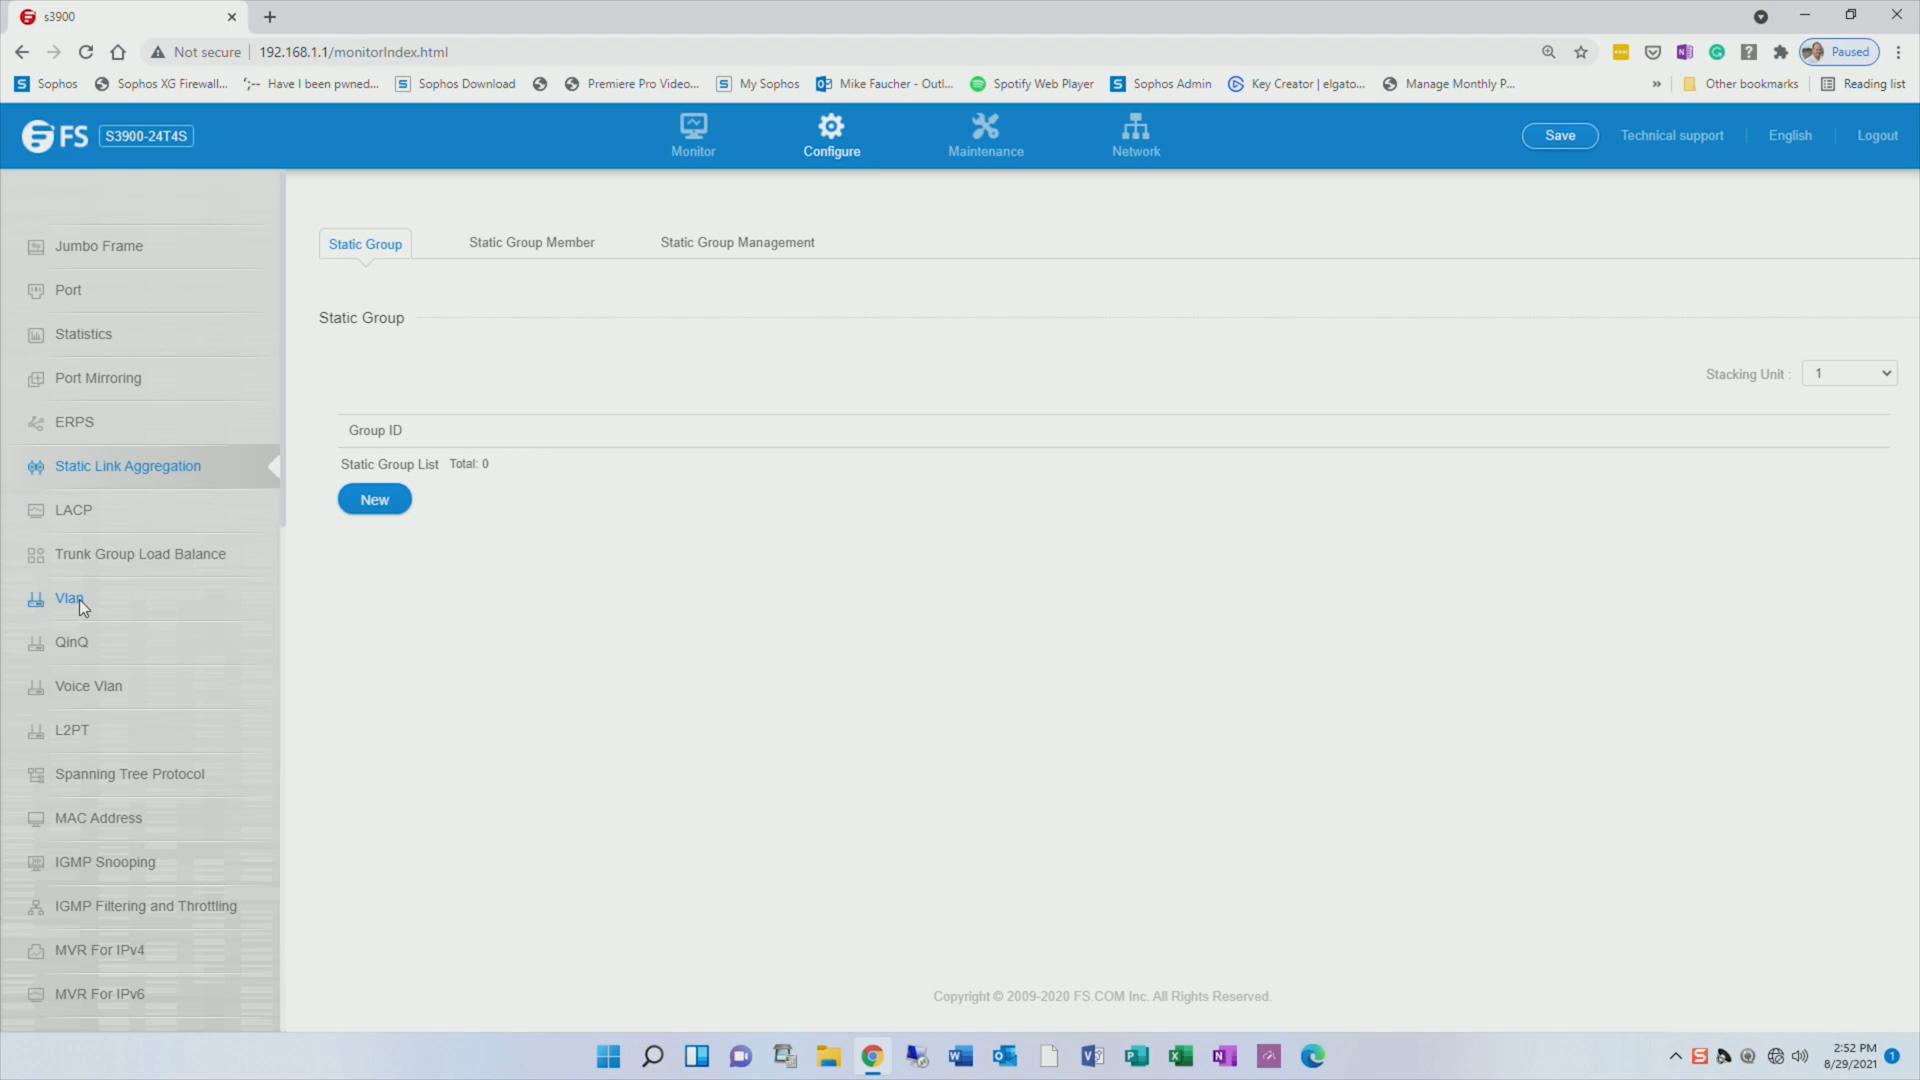 s3900
Not secure 192.168.1.1/monitorIndex.html Paused
Sophos Sophos XG Firewall... Have I been pwned... Sophos Download Premiere Pro Video... My Sophos Mike Faucher - Outl... Spotify Web Player Sophos Admin Key Creator | elgato... Manage Monthly P... » Other bookmarks Reading list
FS S3900-24T4S Monitor Configure Maintenance Network Save Technical support English Logout
Jumbo Frame
Port
Statistics
Port Mirroring
ERPS
Static Link Aggregation
LACP
Trunk Group Load Balance
Vlan
QinQ
Voice Vlan
L2PT
Spanning Tree Protocol
MAC Address
IGMP Snooping
IGMP Filtering and Throttling
MVR For IPv4
MVR For IPv6
Static Group Static Group Member Static Group Management
Static Group
Stacking Unit : 1
Group ID
Static Group List Total: 0
New
Copyright © 2009-2020 FS.COM Inc. All Rights Reserved.
2:52 PM
8/29/2021 1